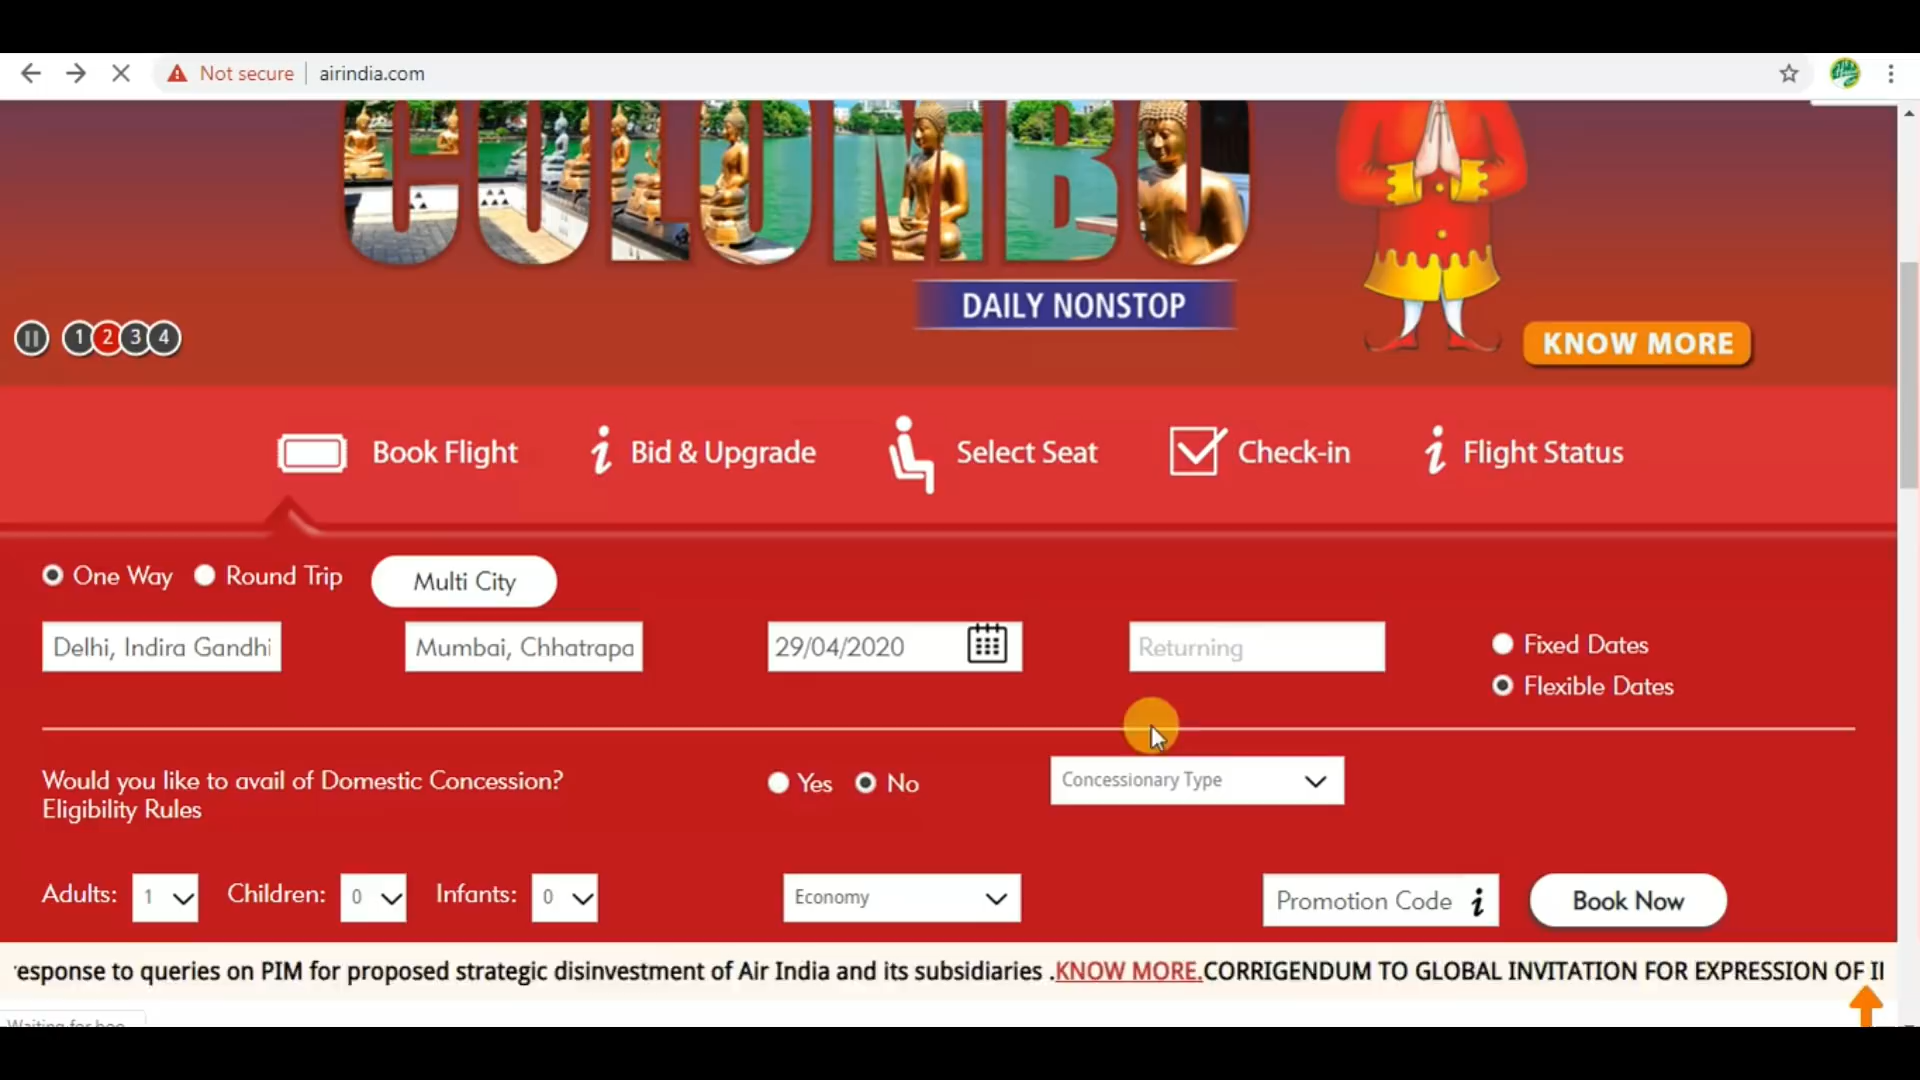 Not secure airindia.com
COLOMBO
DAILY NONSTOP
1 2 3 4
KNOW MORE
Book Flight Bid & Upgrade Select Seat Check-in Flight Status
One Way Round Trip Multi City
Delhi, Indira Gandhi Mumbai, Chhatrapa 29/04/2020 Returning Fixed Dates
Flexible Dates
Would you like to avail of Domestic Concession? Yes No Concessionary Type
Eligibility Rules
Adults: 1 Children: 0 Infants: 0 Economy Promotion Code i Book Now
esponse to queries on PIM for proposed strategic disinvestment of Air India and its subsidiaries .KNOW MORE.CORRIGENDUM TO GLOBAL INVITATION FOR EXPRESSION OF
Waiting for